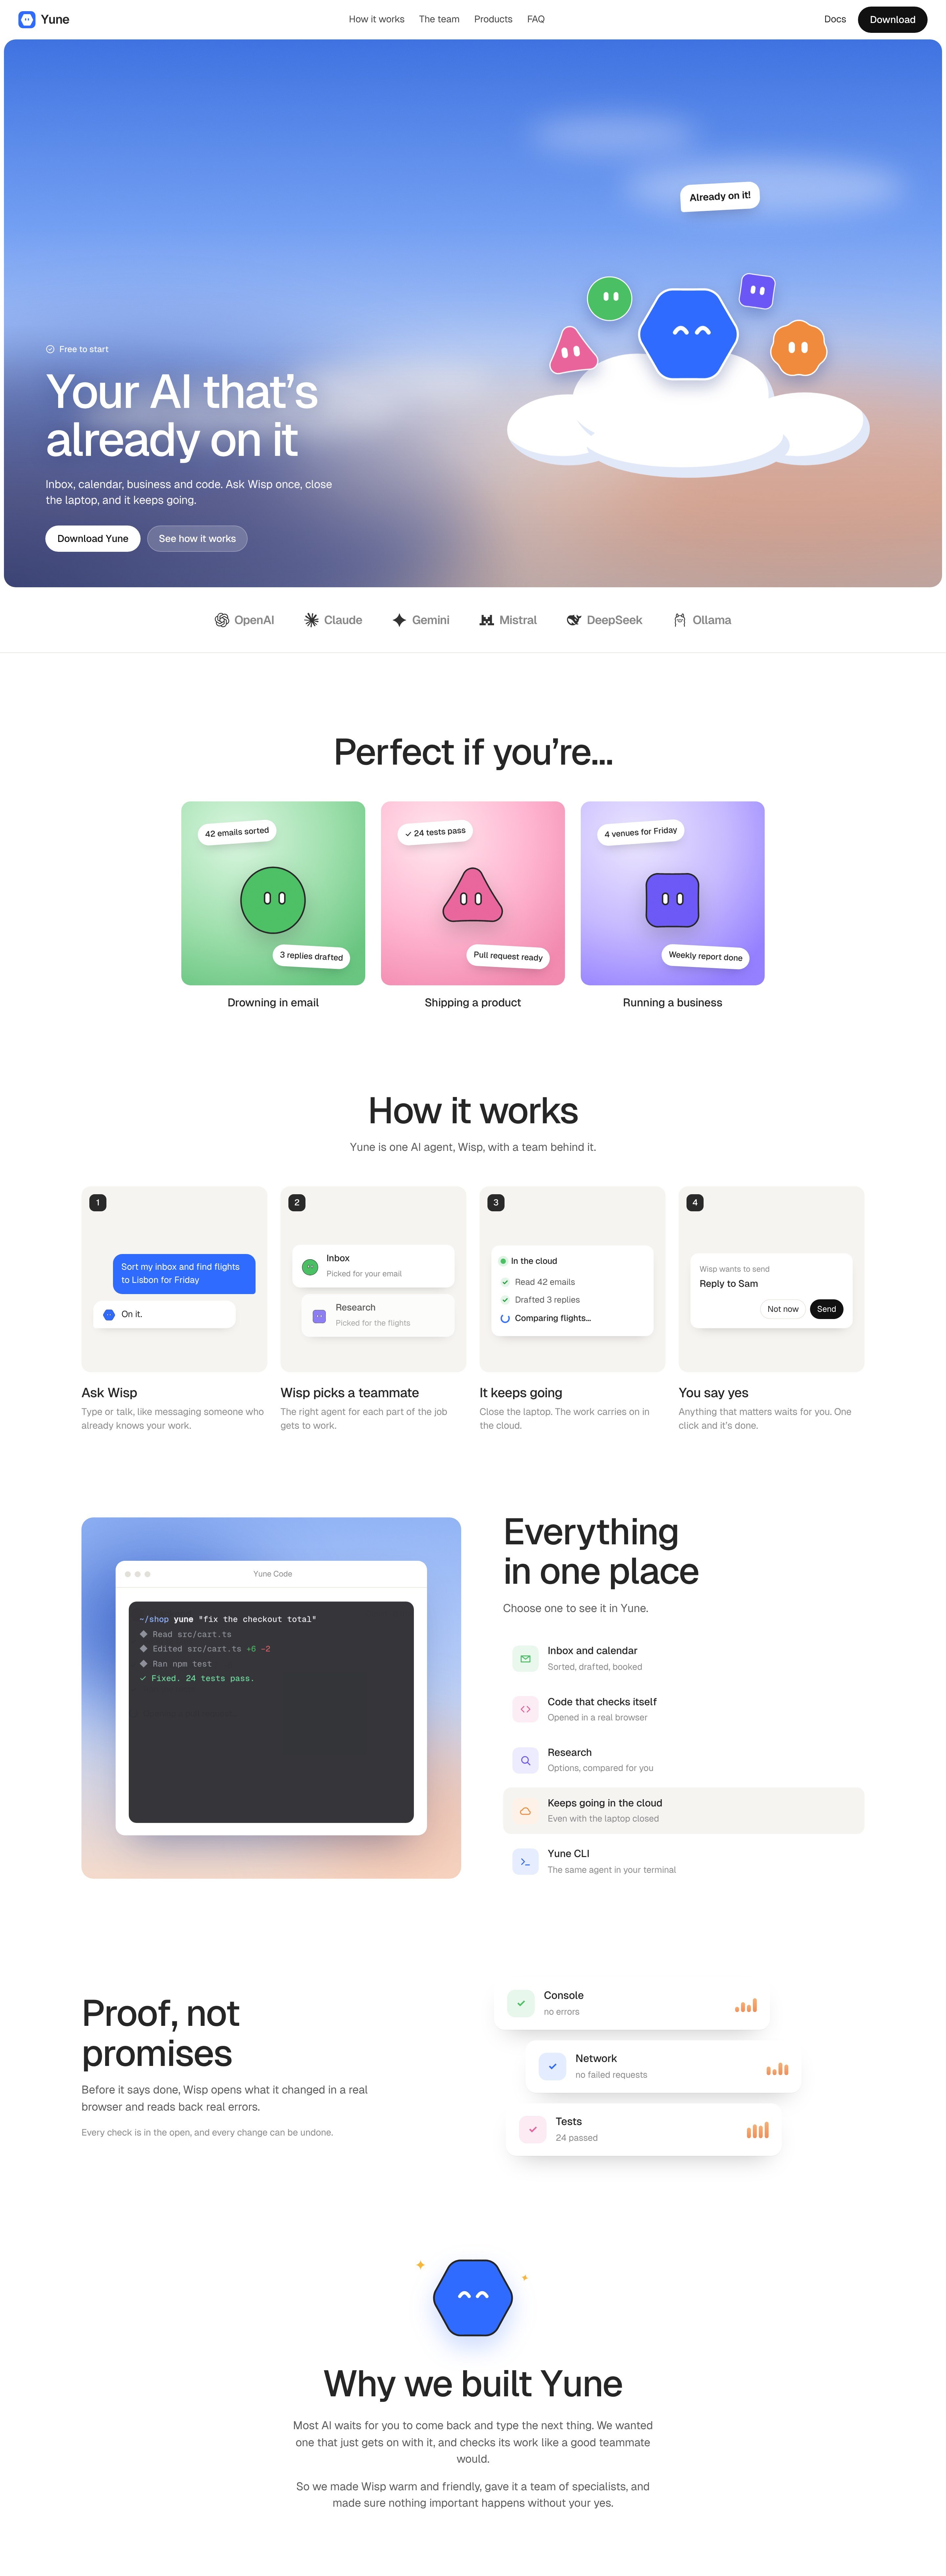 Yune
How it works
The team
Products
FAQ
Docs
Download
Already on it!
Free to start
Your AI that’s
already on it
Inbox, calendar, business and code. Ask Wisp once, close
the laptop, and it keeps going.
Download Yune
See how it works
OpenAI
Claude
Gemini
Mistral
DeepSeek
Ollama
Perfect if you’re...
42 emails sorted
3 replies drafted
Drowning in email
✓ 24 tests pass
Pull request ready
Shipping a product
4 venues for Friday
Weekly report done
Running a business
How it works
Yune is one AI agent, Wisp, with a team behind it.
1
Sort my inbox and find flights
to Lisbon for Friday
On it.
Ask Wisp
Type or talk, like messaging someone who
already knows your work.
2
Inbox
Picked for your email
Research
Picked for the flights
Wisp picks a teammate
The right agent for each part of the job
gets to work.
3
In the cloud
Read 42 emails
Drafted 3 replies
Comparing flights...
It keeps going
Close the laptop. The work carries on in
the cloud.
4
Wisp wants to send
Reply to Sam
Not now
Send
You say yes
Anything that matters waits for you. One
click and it's done.
Yune Code
~/shop yune "fix the checkout total"
◆ Read src/cart.ts
◆ Edited src/cart.ts +6 −2
◆ Ran npm test
✓ Fixed. 24 tests pass.
Everything
in one place
Choose one to see it in Yune.
Inbox and calendar
Sorted, drafted, booked
Code that checks itself
Opened in a real browser
Research
Options, compared for you
Keeps going in the cloud
Even with the laptop closed
Yune CLI
The same agent in your terminal
Proof, not
promises
Before it says done, Wisp opens what it changed in a real
browser and reads back real errors.
Every check is in the open, and every change can be undone.
Console
no errors
Network
no failed requests
Tests
24 passed
Why we built Yune
Most AI waits for you to come back and type the next thing. We wanted
one that just gets on with it, and checks its work like a good teammate
would.
So we made Wisp warm and friendly, gave it a team of specialists, and
made sure nothing important happens without your yes.